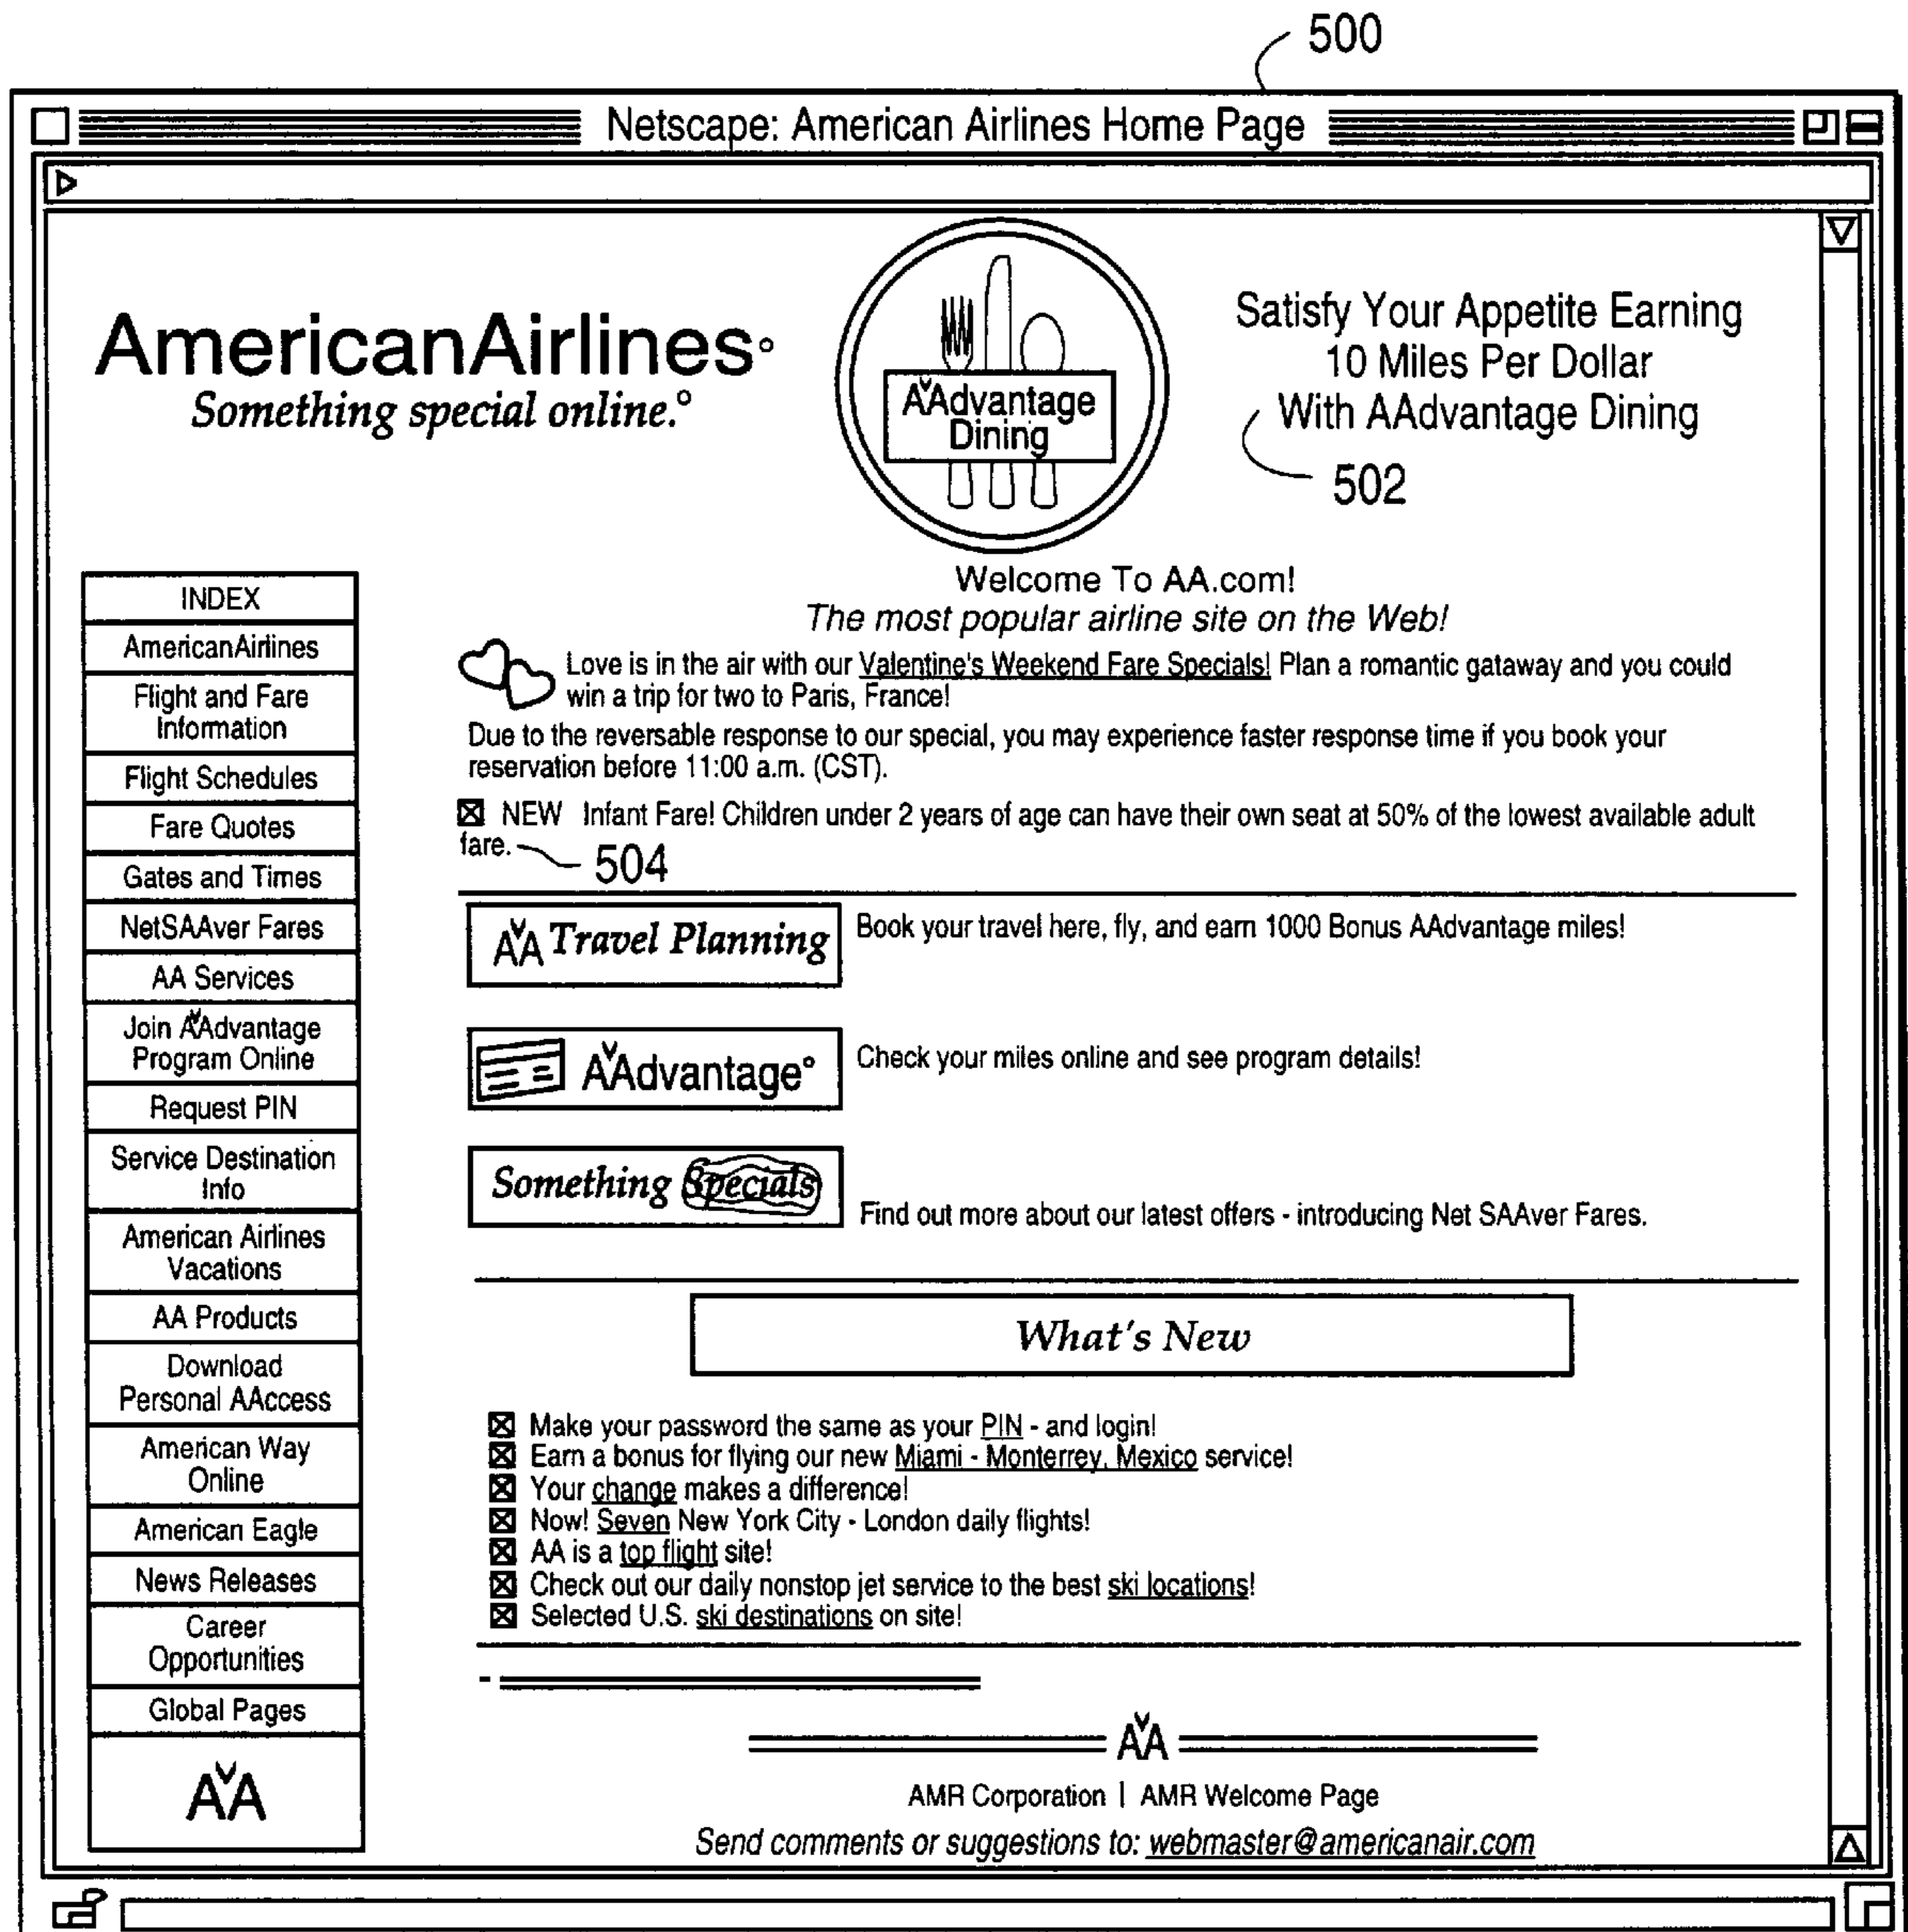 500
Netscape: American Airlines Home Page
AmericanAirlines°
Something special online.°
AAdvantage
Dining
Satisfy Your Appetite Earning
10 Miles Per Dollar
With AAdvantage Dining
502
INDEX
AmericanAirlines
Flight and Fare
Information
Flight Schedules
Fare Quotes
Gates and Times
NetSAAver Fares
AA Services
Join AAdvantage
Program Online
Request PIN
Service Destination
Info
American Airlines
Vacations
AA Products
Download
Personal AAccess
American Way
Online
American Eagle
News Releases
Career
Opportunities
Global Pages
AA
Welcome To AA.com!
The most popular airline site on the Web!
Love is in the air with our Valentine's Weekend Fare Specials! Plan a romantic gataway and you could
win a trip for two to Paris, France!
Due to the reversable response to our special, you may experience faster response time if you book your
reservation before 11:00 a.m. (CST).
NEW Infant Fare! Children under 2 years of age can have their own seat at 50% of the lowest available adult
fare.
504
AA Travel Planning
Book your travel here, fly, and earn 1000 Bonus AAdvantage miles!
AAdvantage°
Check your miles online and see program details!
Something Specials
Find out more about our latest offers - introducing Net SAAver Fares.
What's New
Make your password the same as your PIN - and login!
Earn a bonus for flying our new Miami - Monterrey, Mexico service!
Your change makes a difference!
Now! Seven New York City - London daily flights!
AA is a top flight site!
Check out our daily nonstop jet service to the best ski locations!
Selected U.S. ski destinations on site!
AA
AMR Corporation | AMR Welcome Page
Send comments or suggestions to: webmaster@americanair.com